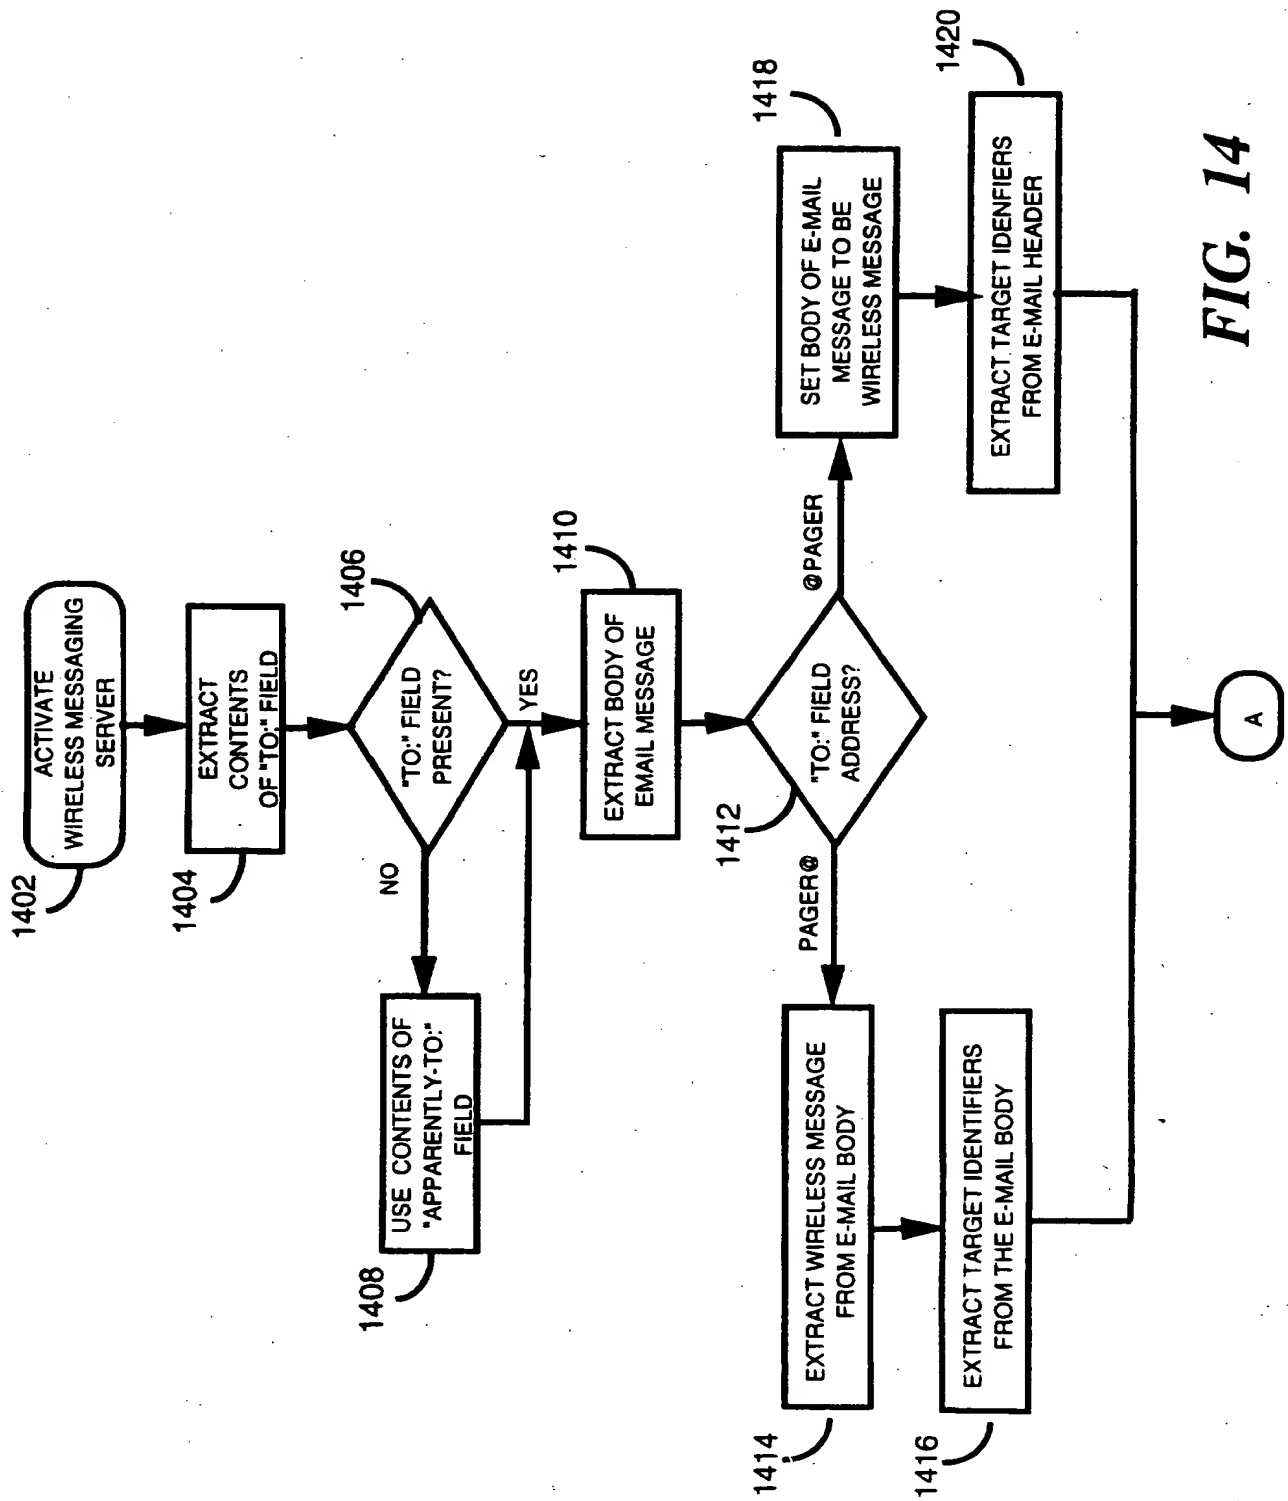 1402
ACTIVATE
WIRELESS MESSAGING
SERVER
1404
EXTRACT
CONTENTS
OF "TO:" FIELD
1406
"TO:" FIELD
PRESENT?
NO
YES
1408
USE CONTENTS OF
"APPARENTLY-TO:"
FIELD
1410
EXTRACT BODY OF
EMAIL MESSAGE
1412
"TO:" FIELD
ADDRESS?
PAGER@
@PAGER
1414
EXTRACT WIRELESS MESSAGE
FROM E-MAIL BODY
1416
EXTRACT TARGET IDENTIFIERS
FROM THE E-MAIL BODY
1418
SET BODY OF E-MAIL
MESSAGE TO BE
WIRELESS MESSAGE
1420
EXTRACT TARGET IDENFIERS
FROM E-MAIL HEADER
A
FIG. 14